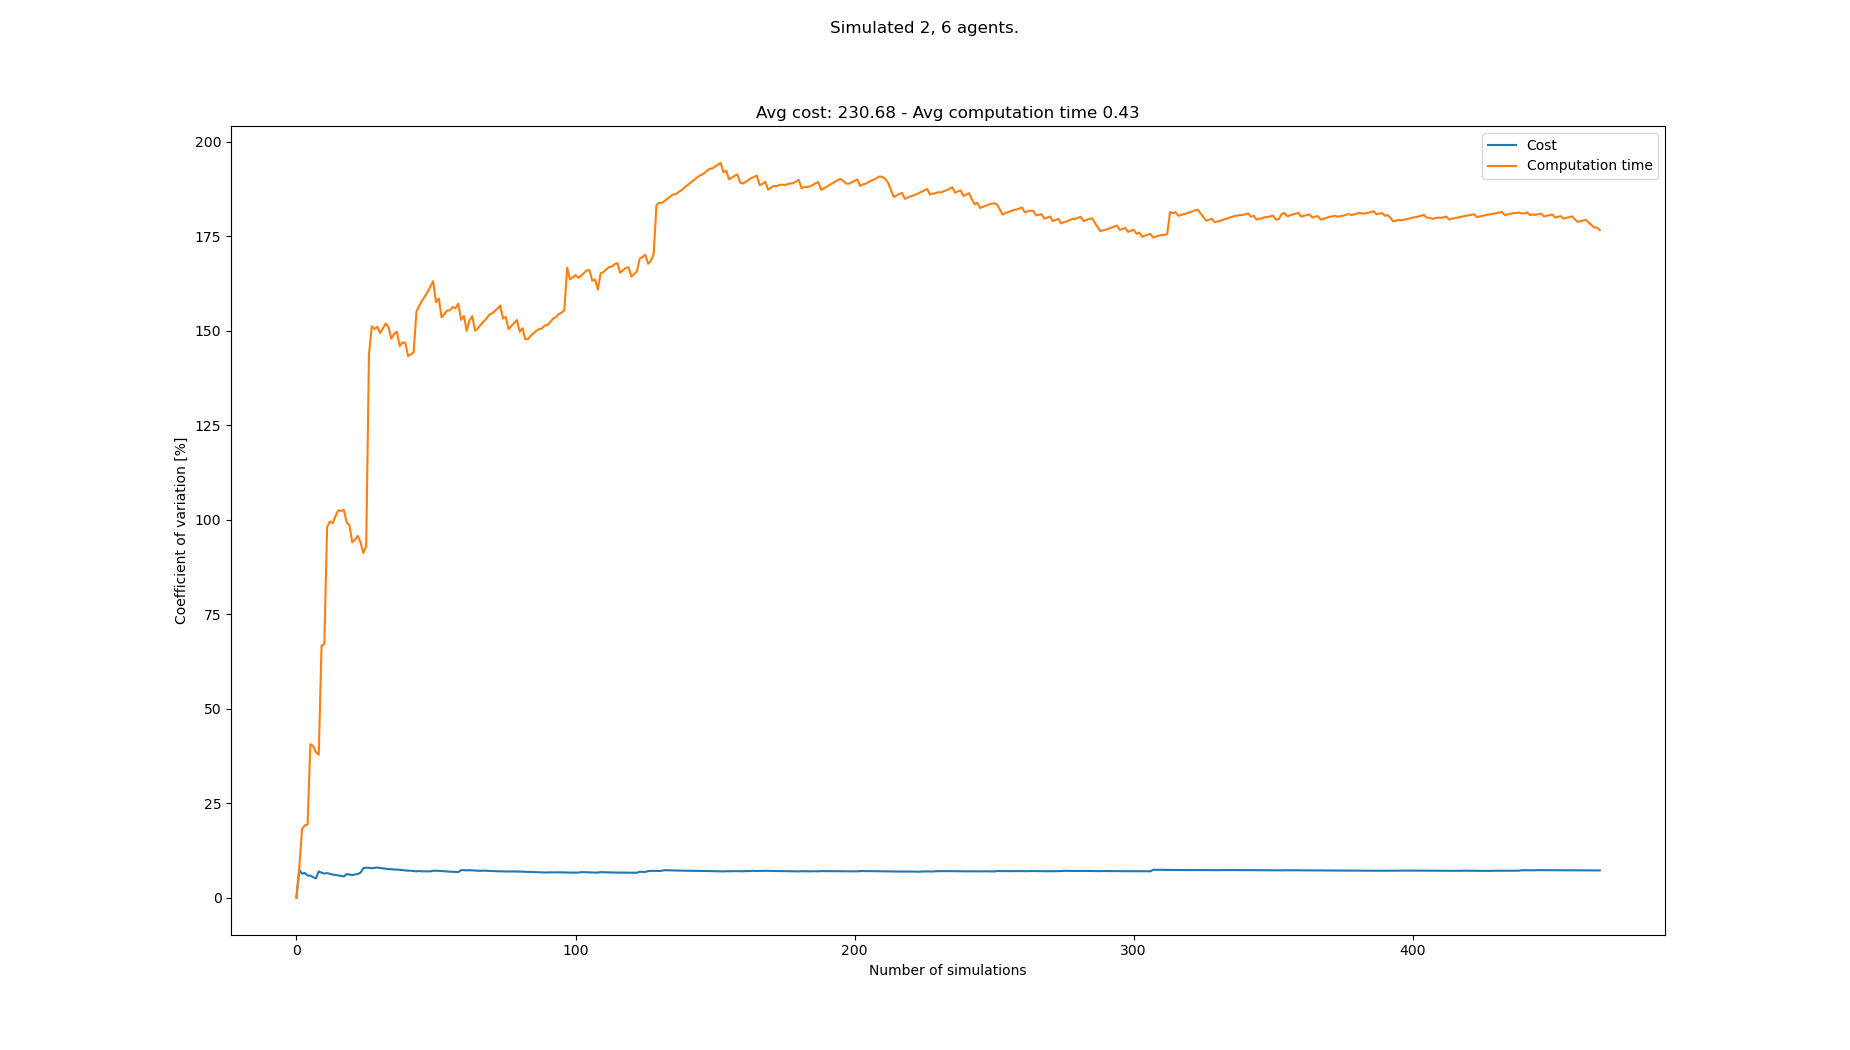 Simulated 2, 6 agents.
Avg cost: 230.68 - Avg computation time 0.43
Cost
Computation time
200
175
150
125
100
75
50
25
0
Coefficient of variation [%]
0 100 200 300 400
Number of simulations